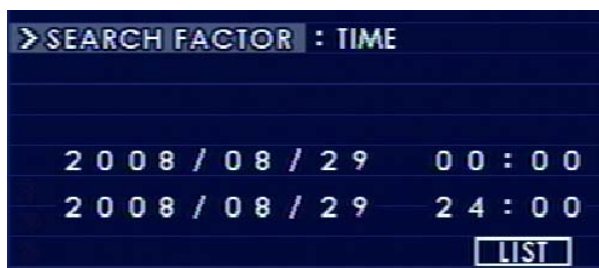 > SEARCH FACTOR : TIME
2008/08/29 00:00
2008/08/29 24:00
LIST